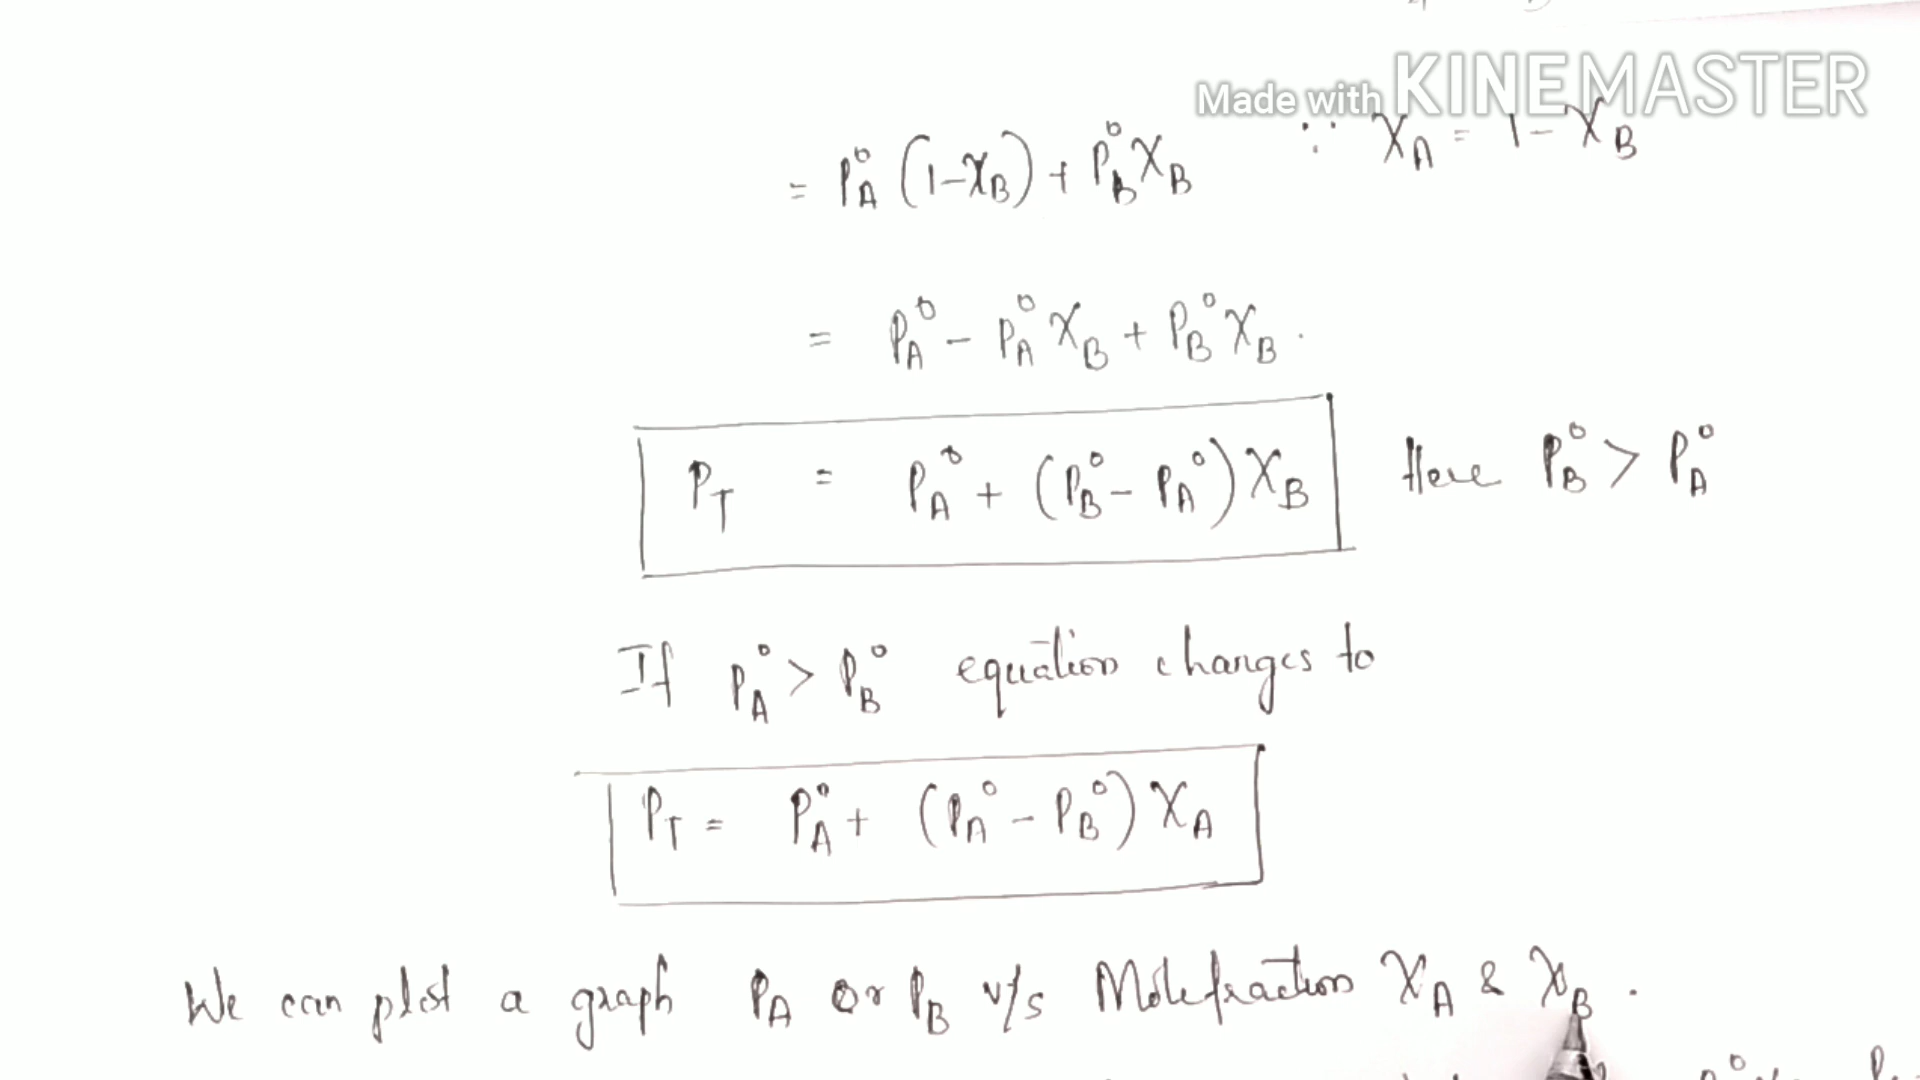 Made with KINEMASTER
= P°A (1-XB) + P°B XB ∵ XA = 1-XB
= P°A - P°A XB + P°B XB.
PT = P°A + (P°B - P°A) XB Here P°B > P°A
If P°A > P°B equation changes to
PT = P°A + (P°A - P°B) XA
We can plot a graph PA or PB v/s Molefraction XA & XB.